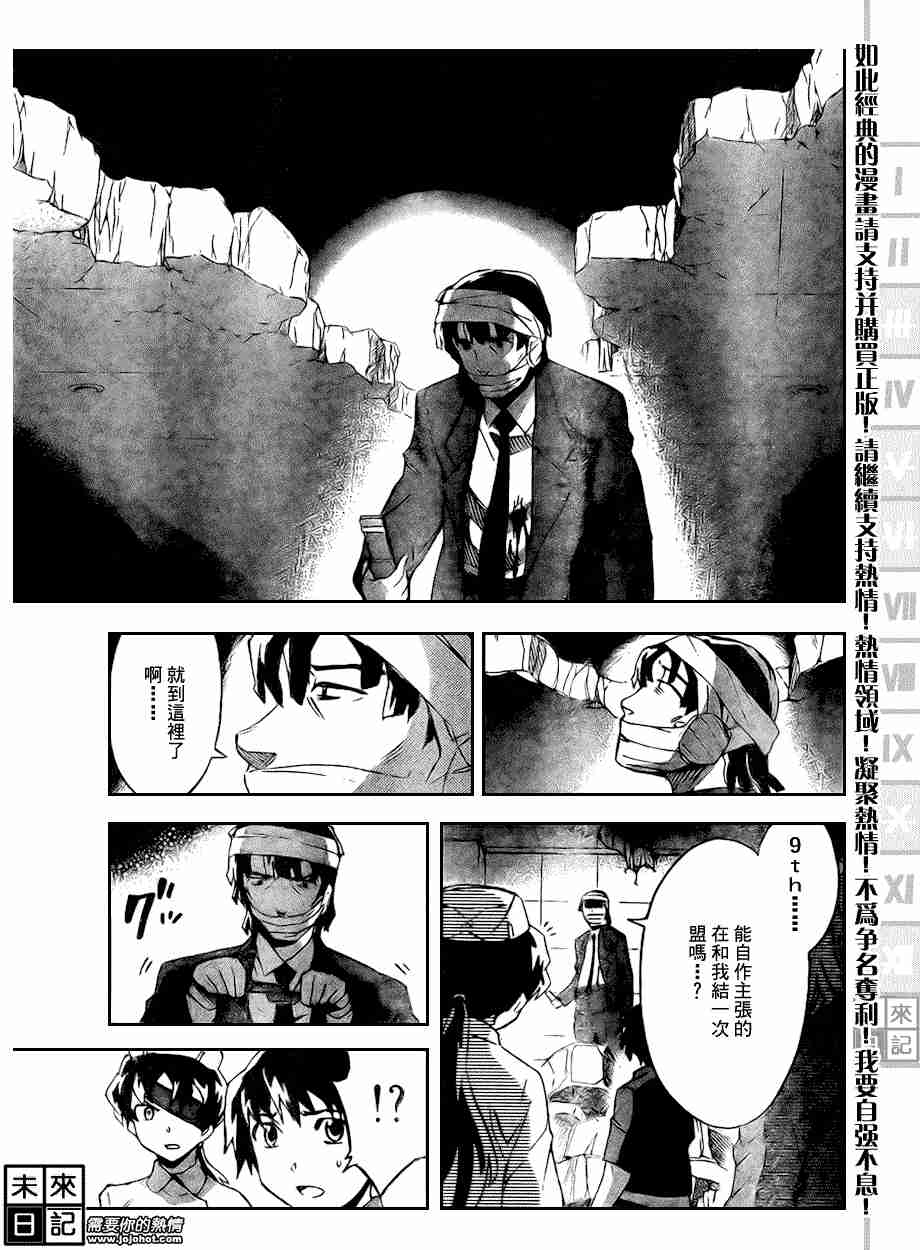 如此經典的漫畫請支持并購買正版！請繼續支持熱情！熱情領域！凝聚熱情！不爲争名奪利！我要自强不息！
I
II
III
IV
V
VI
VII
VIII
IX
X
XI
來
記
就到這裡了
啊……
9th……
能自作主張的
在和我結一次
盟嗎…？
グッ
!?
未來
日記
需要你的熱情
www.jojohot.com